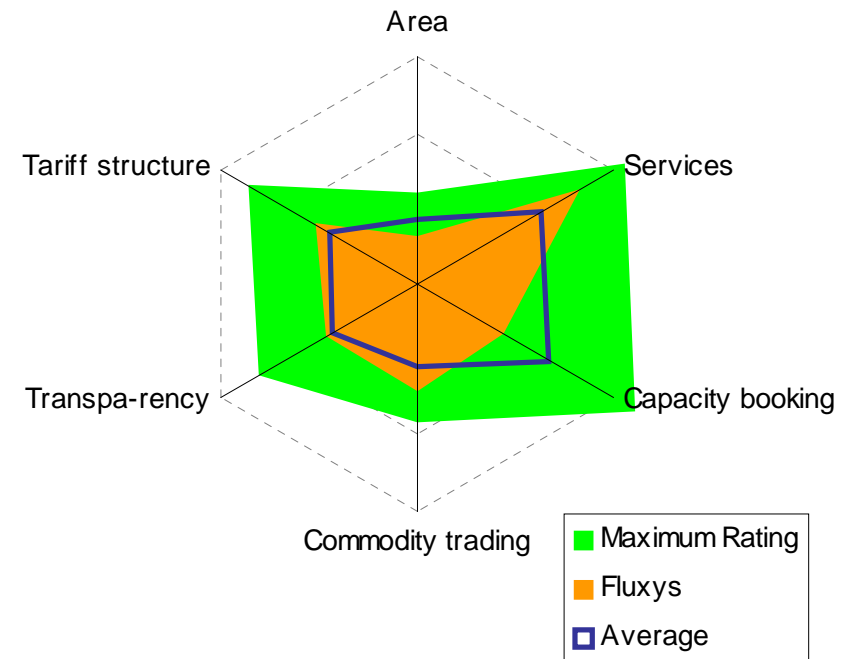 Area
Tariff structure
Services
Transpa-rency
Capacity booking
Commodity trading
Maximum Rating
Fluxys
Average